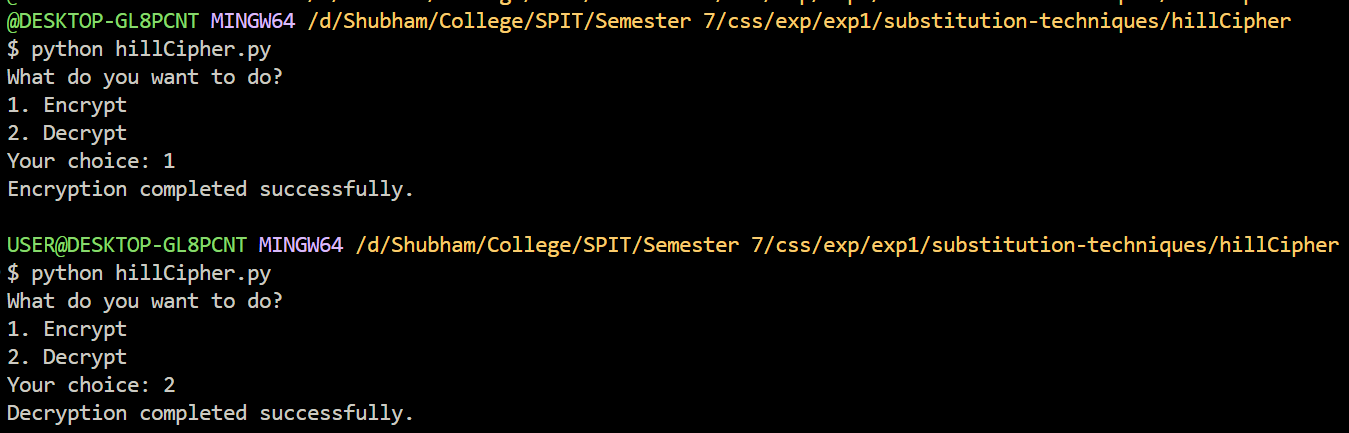 @DESKTOP-GL8PCNT MINGW64 /d/Shubham/College/SPIT/Semester 7/css/exp/exp1/substitution-techniques/hillCipher
$ python hillCipher.py
What do you want to do?
1. Encrypt
2. Decrypt
Your choice: 1
Encryption completed successfully.
USER@DESKTOP-GL8PCNT MINGW64 /d/Shubham/College/SPIT/Semester 7/css/exp/exp1/substitution-techniques/hillCipher
$ python hillCipher.py
What do you want to do?
1. Encrypt
2. Decrypt
Your choice: 2
Decryption completed successfully.